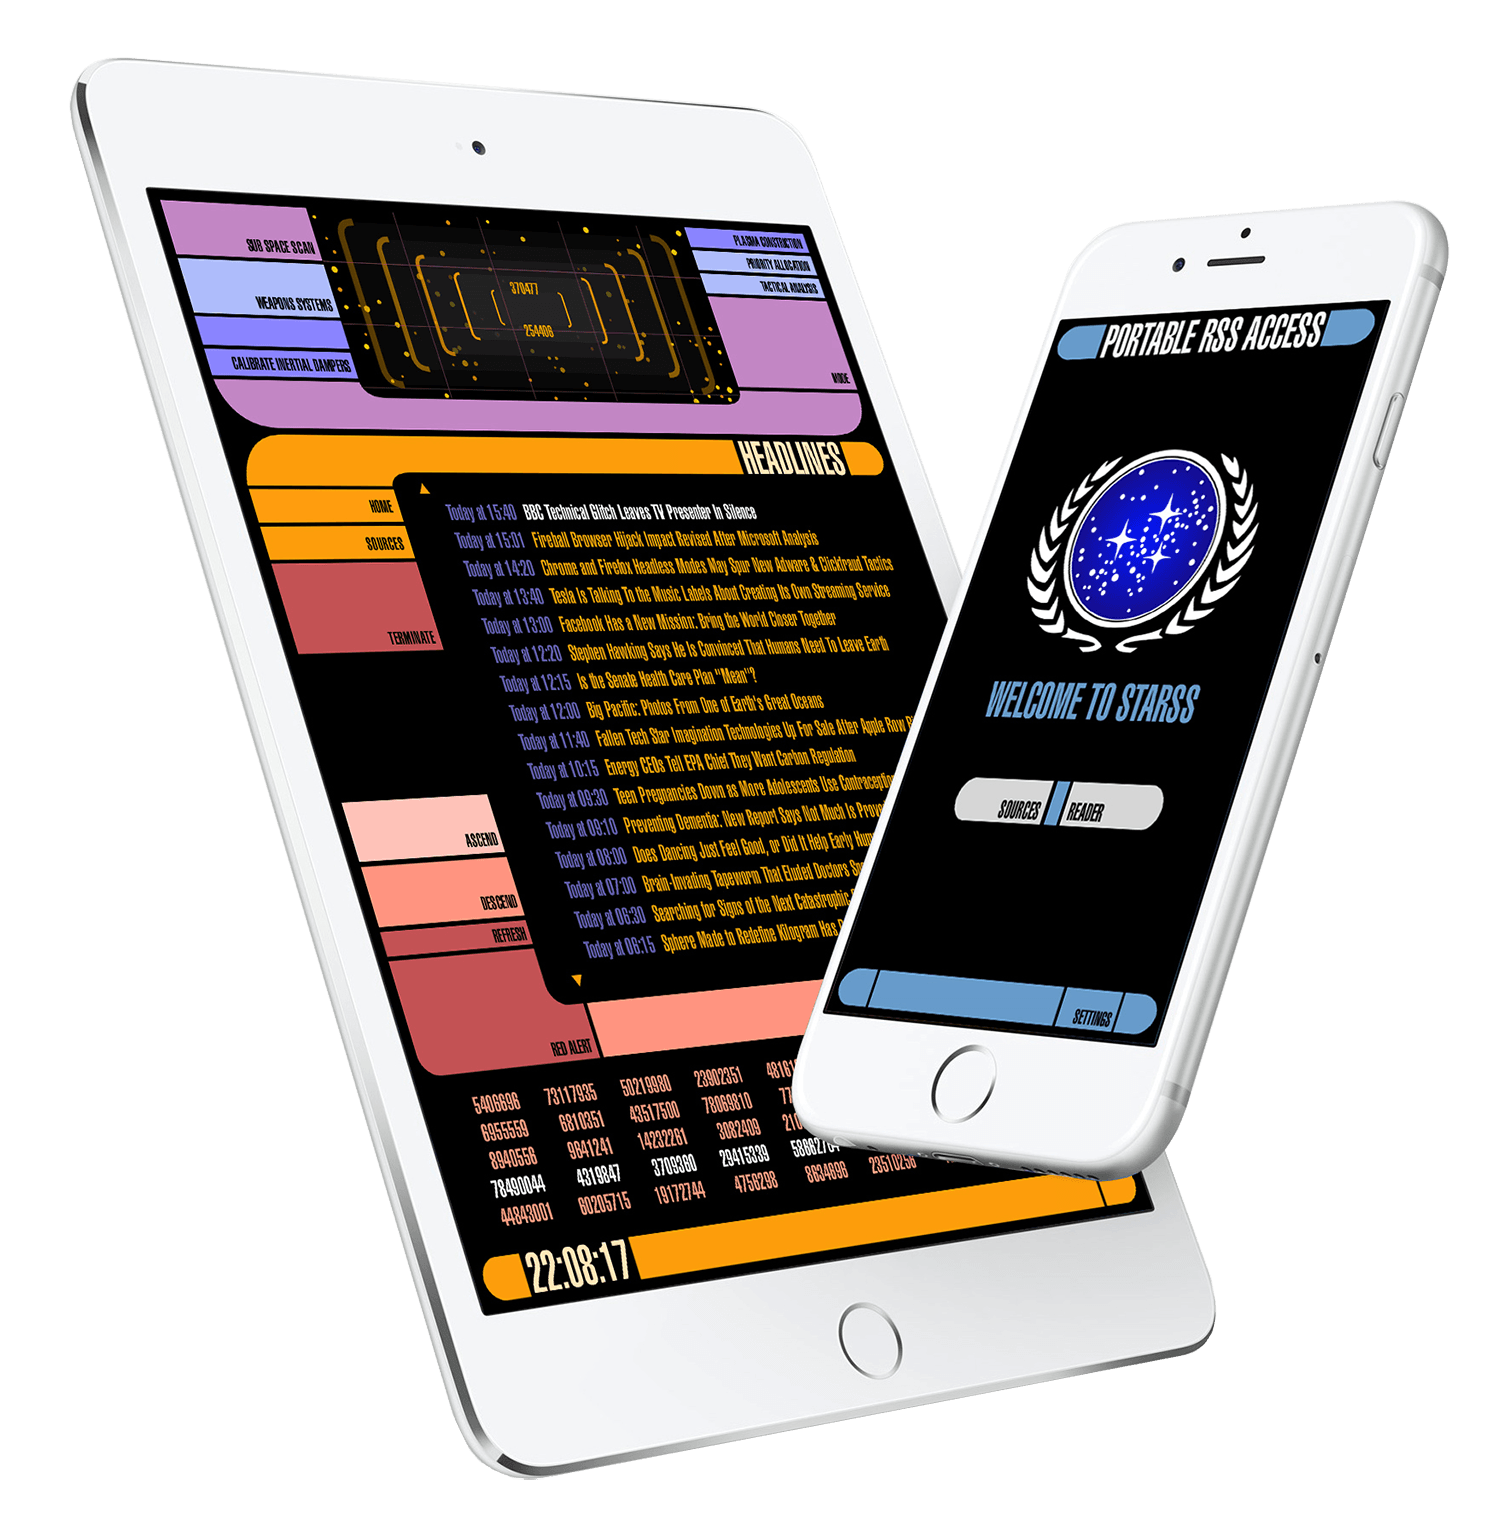 SUB SPACE SCAN
WEAPONS SYSTEMS
CALIBRATE INERTIAL DAMPERS
370477
254408
PLASMA CONSTRUCTION
PRIORITY ALLOCATION
TACTICAL ANALYSIS
MODE
HEADLINES
HOME
SOURCES
TERMINATE
Today at 15:40 BBC Technical Glitch Leaves TV Presenter In Silence
Today at 15:01 Fireball Browser Hijack Impact Revised After Microsoft Analysis
Today at 14:20 Chrome and Firefox Headless Modes May Spur New Adware & Clickfraud Tactics
Today at 13:40 Tesla Is Talking To the Music Labels About Creating Its Own Streaming Service
Today at 13:00 Facebook Has a New Mission: Bring the World Closer Together
Today at 12:20 Stephen Hawking Says He Is Convinced That Humans Need To Leave Earth
Today at 12:15 Is the Senate Health Care Plan "Mean"?
Today at 12:00 Big Pacific: Photos From One of Earth's Great Oceans
Today at 11:40 Fallen Tech Star Imagination Technologies Up For Sale After Apple Row
Today at 10:15 Energy CEOs Tell EPA Chief They Want Carbon Regulation
Today at 09:30 Teen Pregnancies Down as More Adolescents Use Contraception
Today at 09:10 Preventing Dementia: New Report Says Not Much Is
Today at 08:00 Does Dancing Just Feel Good, or Did It Help Early
Today at 07:00 Brain-Invading Tapeworm That Eluded Doctors
Today at 06:30 Searching for Signs of the Next Catastrophic
Today at 06:15 Sphere Made to Redefine Kilogram Has
ASCEND
DESCEND
REFRESH
RED ALERT
5406696 73117935 50219980 23902351 4816
6955559 6810351 43517500 78069810 77
8940556 9841241 14232261 3082409 210
78490044 4319847 3709360 29415339
44843001 60205715 19172744 4756298 8634696 23510256
22:08:17
PORTABLE RSS ACCESS
WELCOME TO STARSS
SOURCES READER
SETTINGS